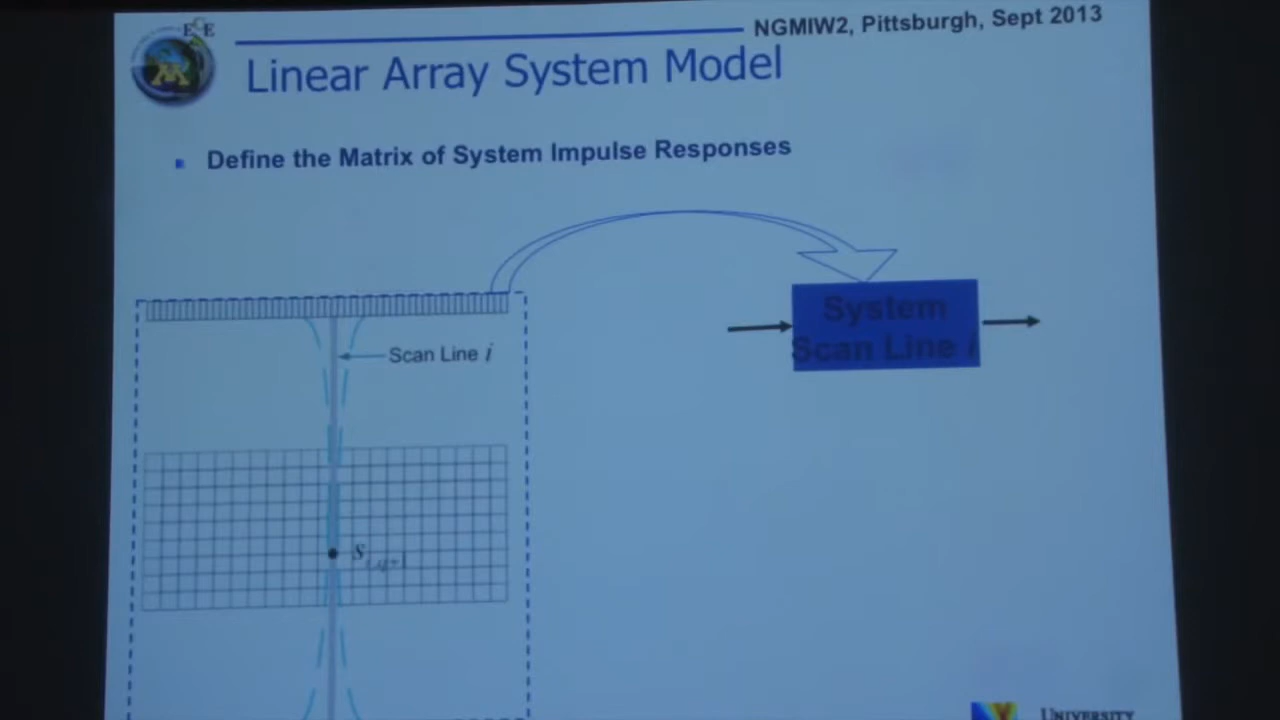 NGMIW2, Pittsburgh, Sept 2013
Linear Array System Model
Define the Matrix of System Impulse Responses
System
Scan Line i
Scan Line i
UNIVERSITY